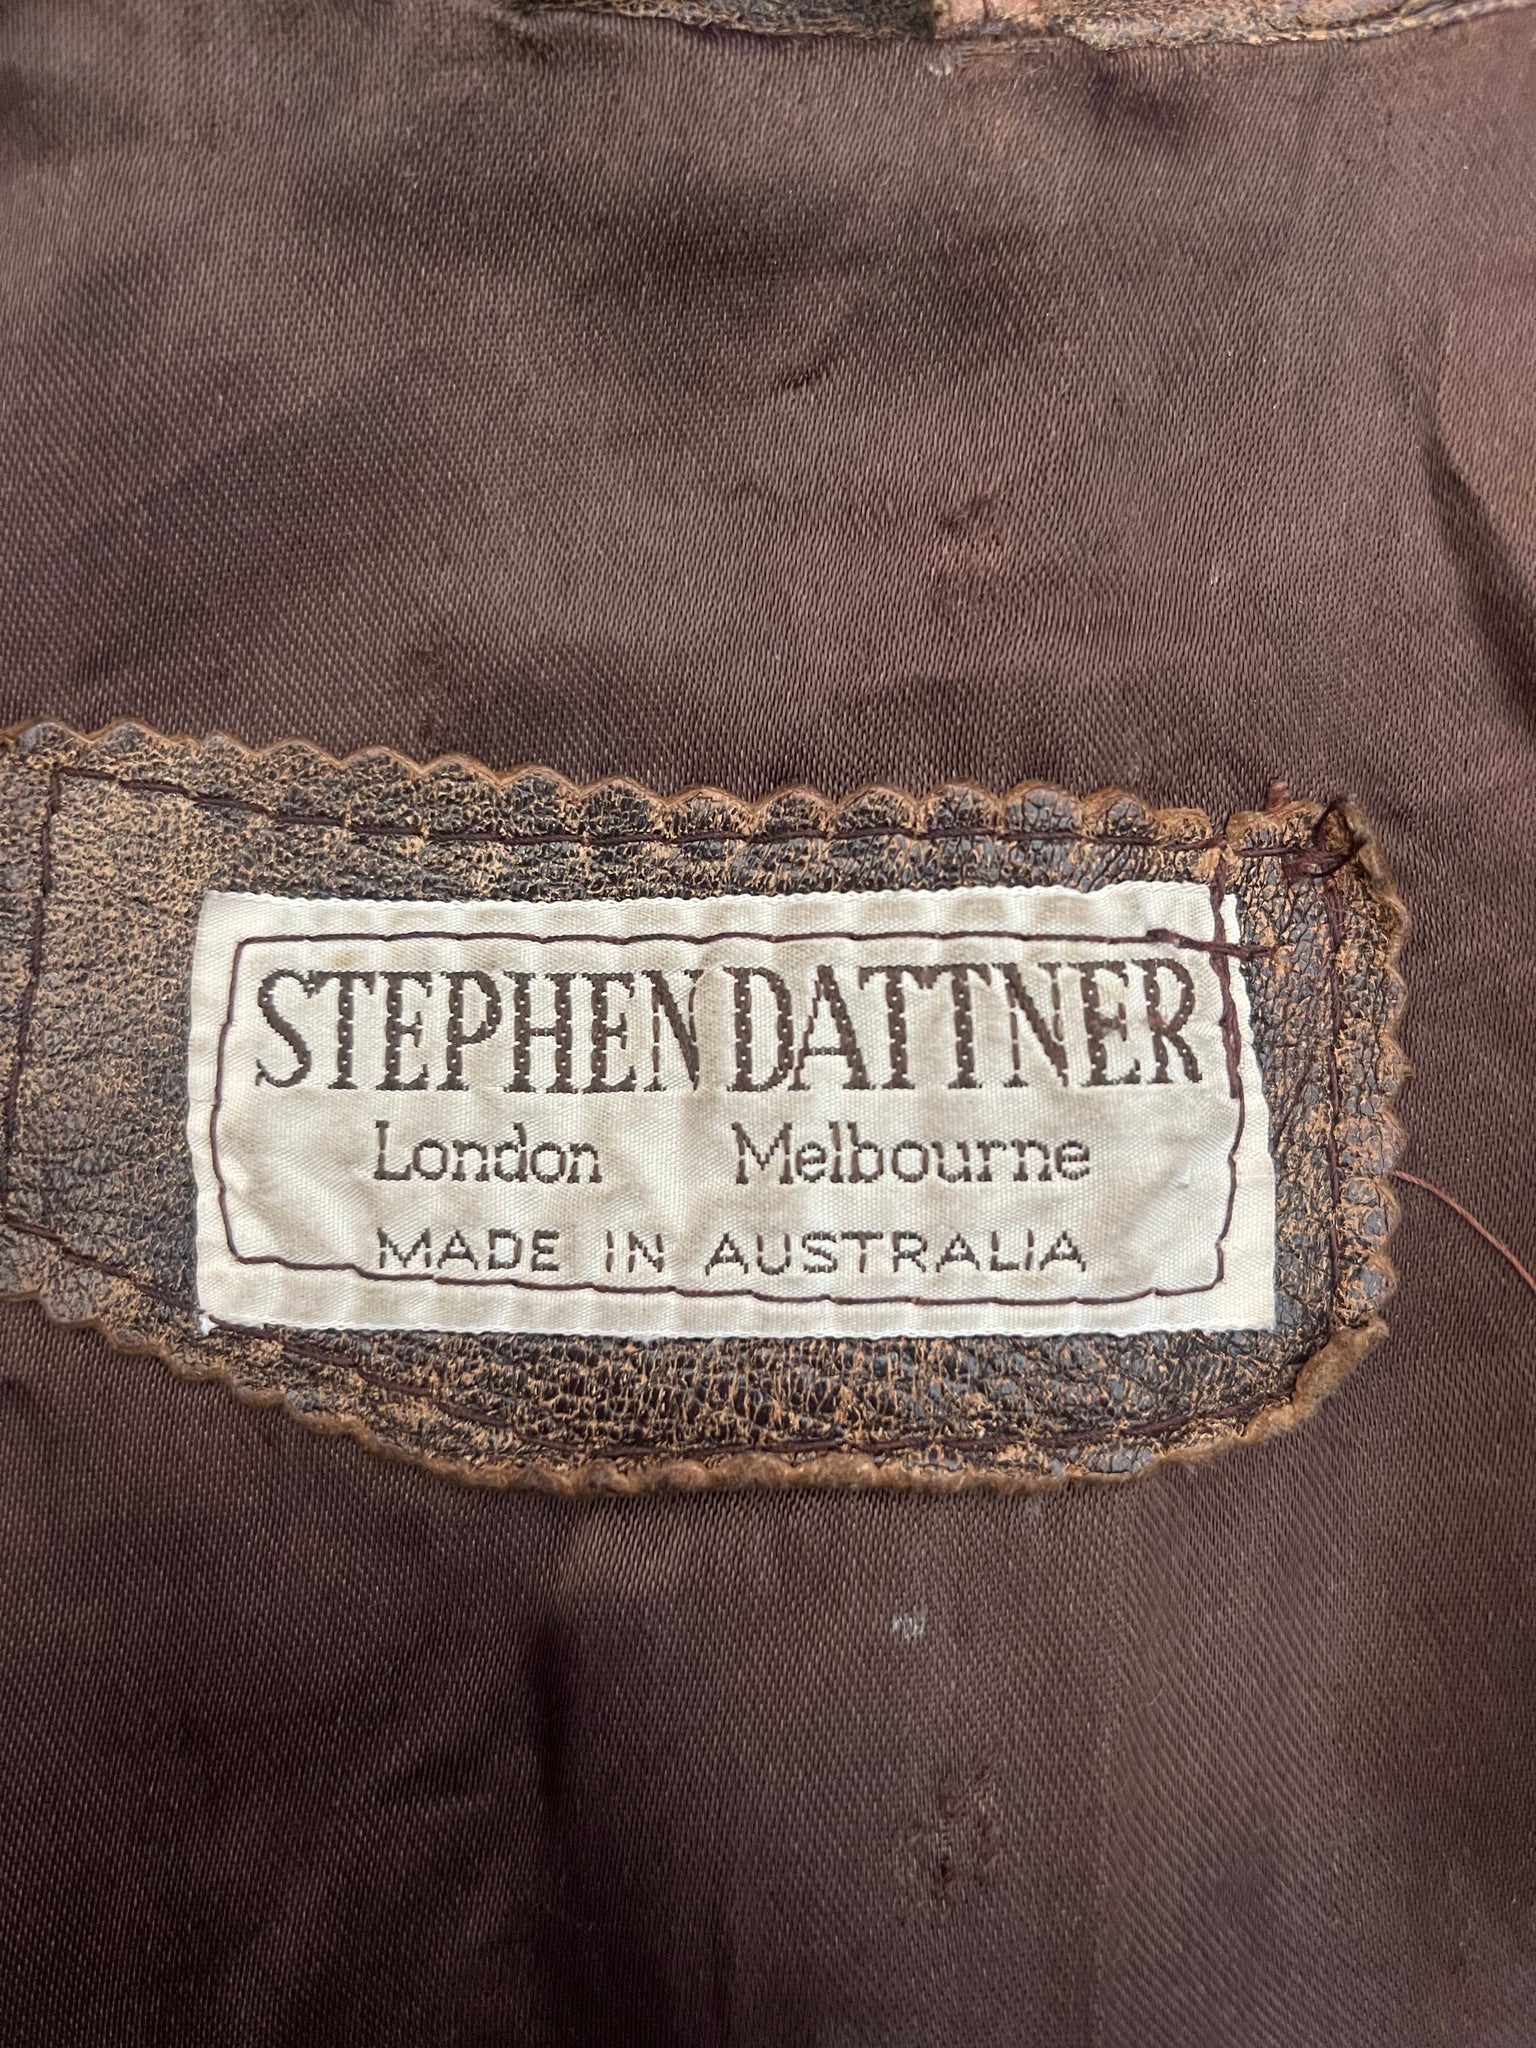 STEPHEN DATTNER
London Melbourne
MADE IN AUSTRALIA